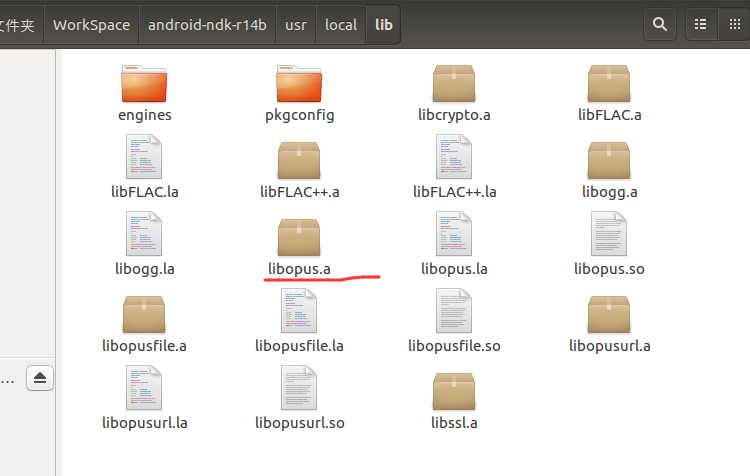 文件夹 WorkSpace android-ndk-r14b usr local lib
engines pkgconfig libcrypto.a libFLAC.a
libFLAC.la libFLAC++.a libFLAC++.la libogg.a
libogg.la libopus.a libopus.la libopus.so
libopusfile.a libopusfile.la libopusfile.so libopusurl.a
... libopusurl.la libopusurl.so libssl.a